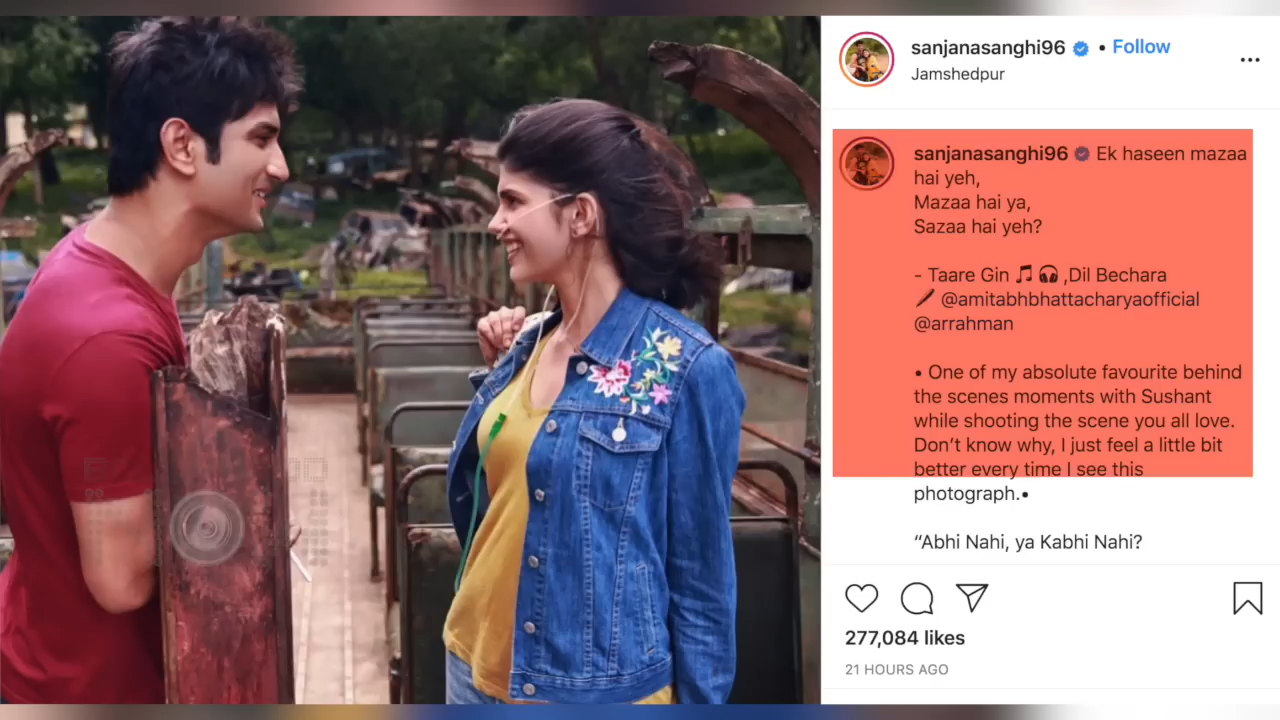 sanjanasanghi96 • Follow
Jamshedpur
sanjanasanghi96 Ek haseen mazaa
hai yeh,
Mazaa hai ya,
Sazaa hai yeh?
- Taare Gin 🎵 🎧 ,Dil Bechara
@amitabhbhattacharyaofficial
@arrahman
• One of my absolute favourite behind
the scenes moments with Sushant
while shooting the scene you all love.
Don’t know why, I just feel a little bit
better every time I see this
photograph.•
“Abhi Nahi, ya Kabhi Nahi?
277,084 likes
21 HOURS AGO